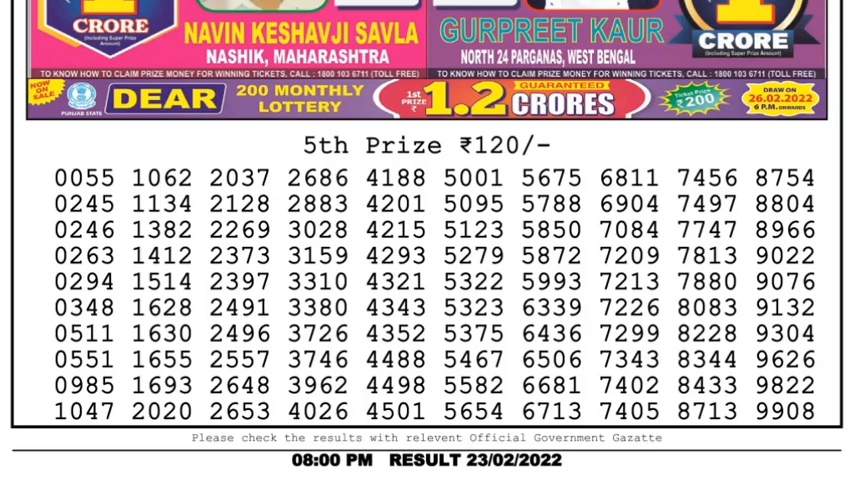 CRORE
(Including Super Prize Amount)
NAVIN KESHAVJI SAVLA
NASHIK, MAHARASHTRA
GURPREET KAUR
NORTH 24 PARGANAS, WEST BENGAL
CRORE
(Including Super Prize Amount)
TO KNOW HOW TO CLAIM PRIZE MONEY FOR WINNING TICKETS, CALL : 1800 103 6711 (TOLL FREE)
TO KNOW HOW TO CLAIM PRIZE MONEY FOR WINNING TICKETS, CALL : 1800 103 6711 (TOLL FREE)
NOW ON SALE
PUNJAB STATE
DEAR
200 MONTHLY
LOTTERY
1st PRIZE ₹
1.2
GUARANTEED
CRORES
Ticket Price
₹200
DRAW ON
26.02.2022
6 P.M. ONWARDS
5th Prize ₹120/-
0055 1062 2037 2686 4188 5001 5675 6811 7456 8754
0245 1134 2128 2883 4201 5095 5788 6904 7497 8804
0246 1382 2269 3028 4215 5123 5850 7084 7747 8966
0263 1412 2373 3159 4293 5279 5872 7209 7813 9022
0294 1514 2397 3310 4321 5322 5993 7213 7880 9076
0348 1628 2491 3380 4343 5323 6339 7226 8083 9132
0511 1630 2496 3726 4352 5375 6436 7299 8228 9304
0551 1655 2557 3746 4488 5467 6506 7343 8344 9626
0985 1693 2648 3962 4498 5582 6681 7402 8433 9822
1047 2020 2653 4026 4501 5654 6713 7405 8713 9908
Please check the results with relevent Official Government Gazatte
08:00 PM RESULT 23/02/2022